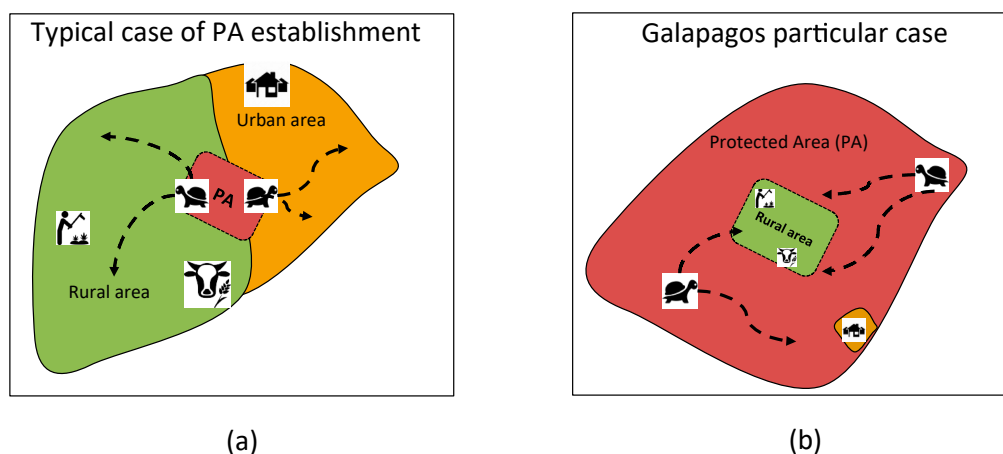 Typical case of PA establishment
Urban area
PA
Rural area
(a)
Galapagos particular case
Protected Area (PA)
Rural area
(b)